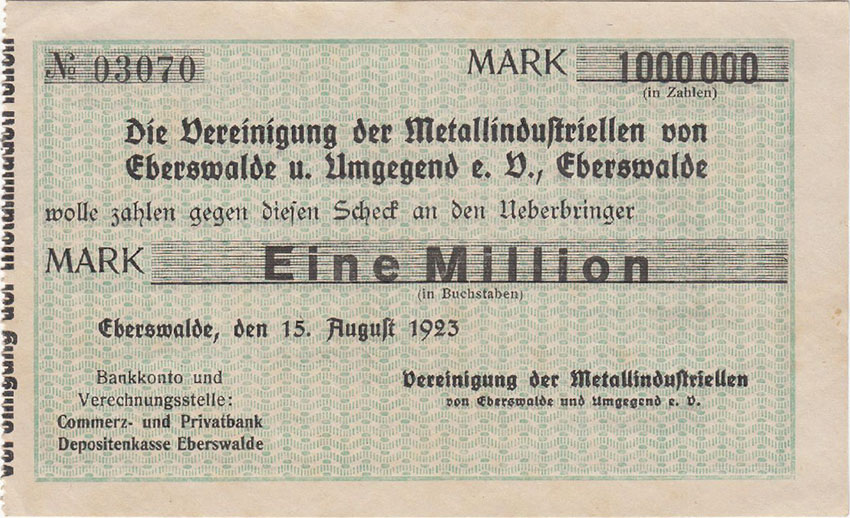 № 03070
MARK 1000000
(in Zahlen)
Die Vereinigung der Metallindustriellen von
Eberswalde u. Umgegend e. V., Eberswalde
wolle zahlen gegen diesen Scheck an den Ueberbringer
MARK Eine Million
(in Buchstaben)
Eberswalde, den 15. August 1923
Bankkonto und
Verechnungsstelle:
Commerz- und Privatbank
Depositenkasse Eberswalde
Vereinigung der Metallindustriellen
von Eberswalde und Umgegend e. V.